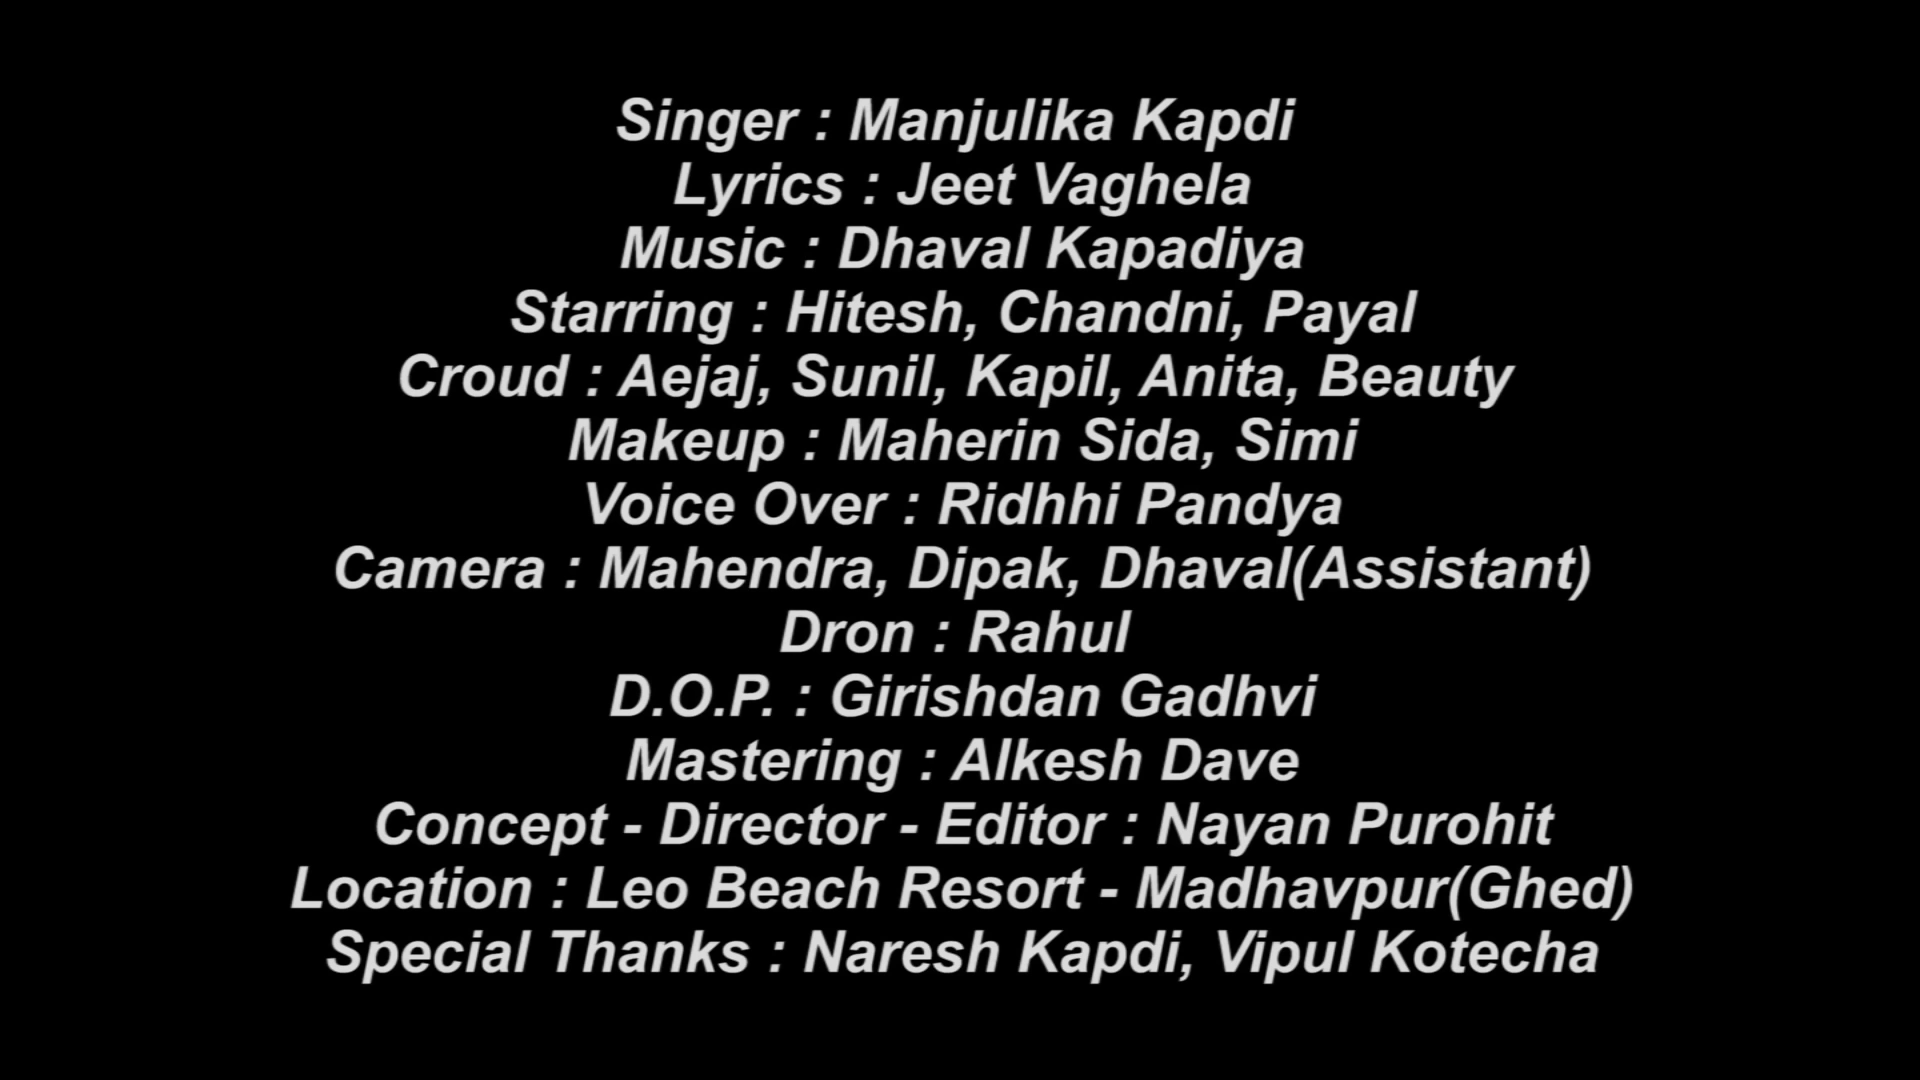 Singer : Manjulika Kapdi
Lyrics : Jeet Vaghela
Music : Dhaval Kapadiya
Starring : Hitesh, Chandni, Payal
Croud : Aejaj, Sunil, Kapil, Anita, Beauty
Makeup : Maherin Sida, Simi
Voice Over : Ridhhi Pandya
Camera : Mahendra, Dipak, Dhaval(Assistant)
Dron : Rahul
D.O.P. : Girishdan Gadhvi
Mastering : Alkesh Dave
Concept - Director - Editor : Nayan Purohit
Location : Leo Beach Resort - Madhavpur(Ghed)
Special Thanks : Naresh Kapdi, Vipul Kotecha